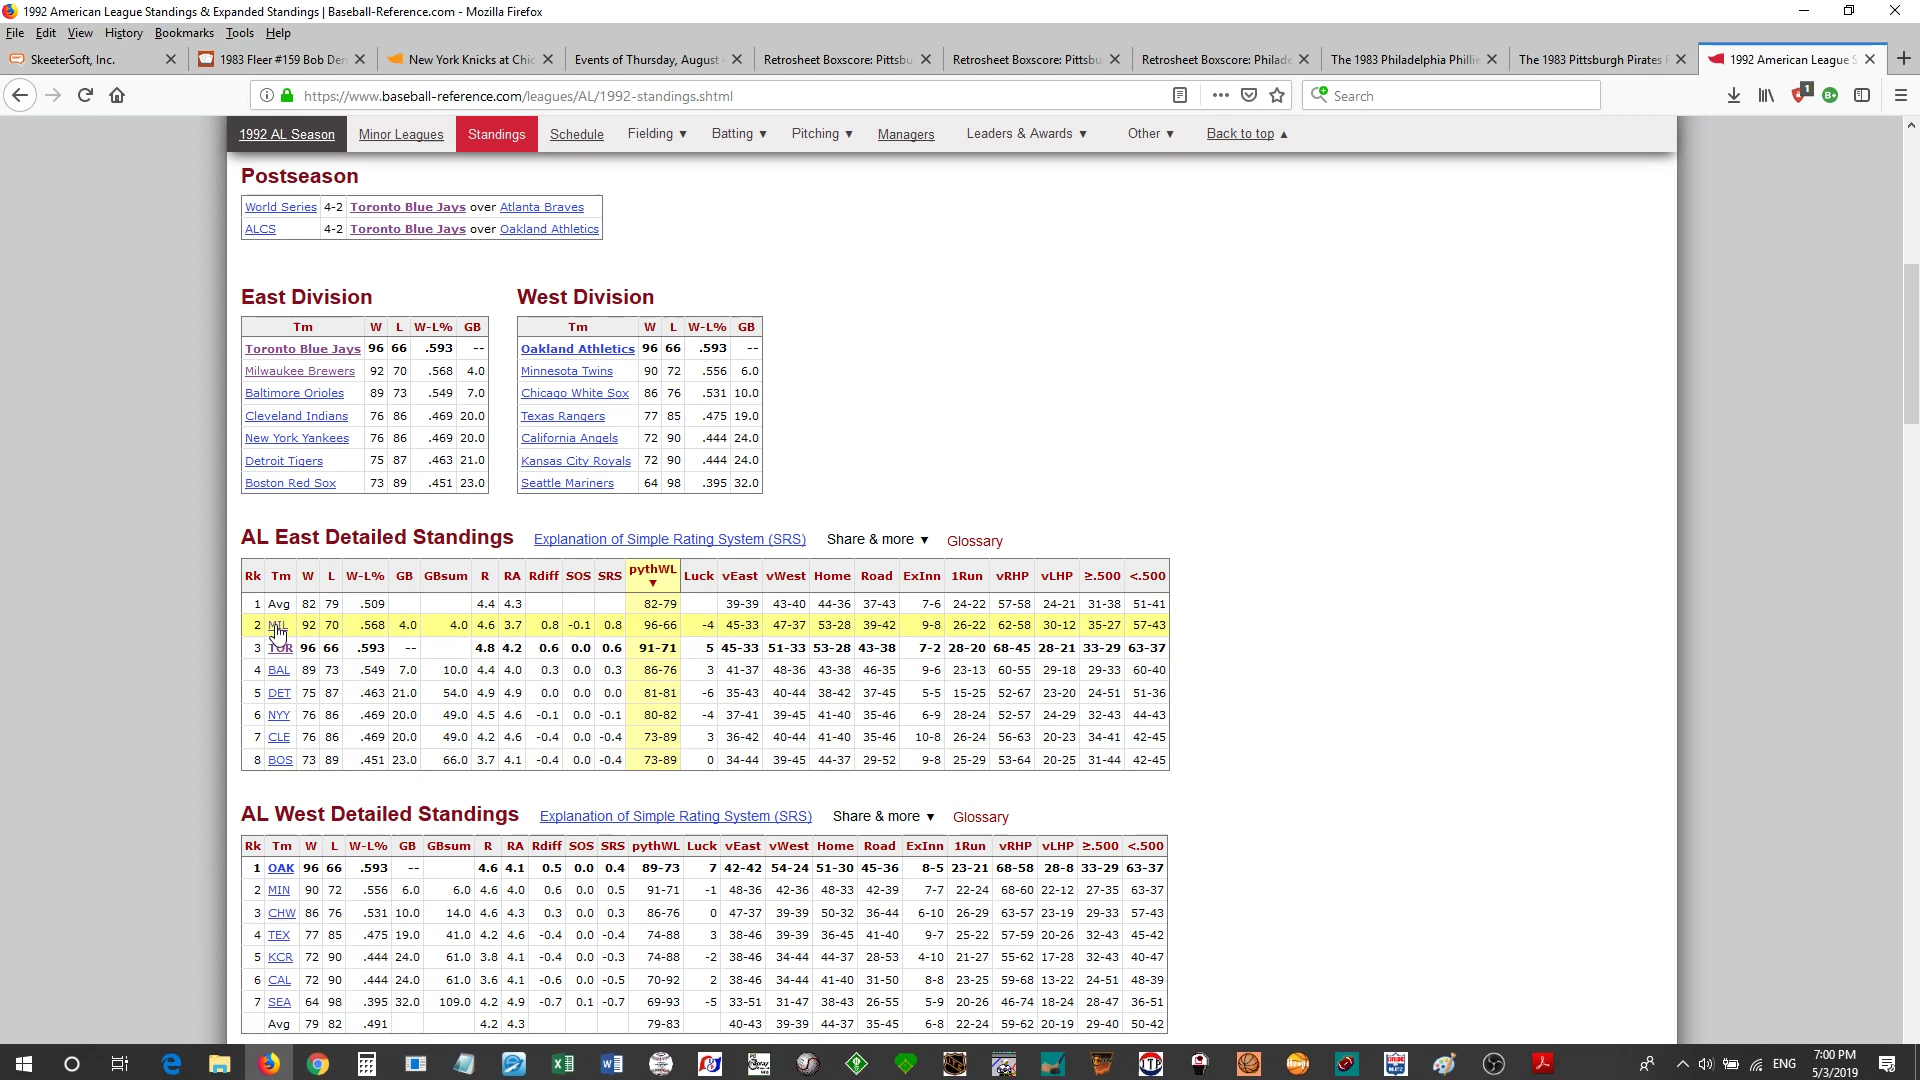 1992 American League Standings & Expanded Standings | Baseball-Reference.com - Mozilla Firefox
File Edit View History Bookmarks Tools Help
SkeeterSoft, Inc. 1983 Fleer #159 Bob Der New York Knicks at Chic Events of Thursday, August Retrosheet Boxscore: Pittsbu Retrosheet Boxscore: Pittsbu Retrosheet Boxscore: Philade The 1983 Philadelphia Phillie The 1983 Pittsburgh Pirates 1992 American League S
https://www.baseball-reference.com/leagues/AL/1992-standings.shtml Search 1
1992 AL Season Minor Leagues Standings Schedule Fielding ▼ Batting ▼ Pitching ▼ Managers Leaders & Awards ▼ Other ▼ Back to top ▲
Postseason
World Series 4-2 Toronto Blue Jays over Atlanta Braves
ALCS 4-2 Toronto Blue Jays over Oakland Athletics
East Division West Division
Tm W L W-L% GB Tm W L W-L% GB
Toronto Blue Jays 96 66 .593 -- Oakland Athletics 96 66 .593 --
Milwaukee Brewers 92 70 .568 4.0 Minnesota Twins 90 72 .556 6.0
Baltimore Orioles 89 73 .549 7.0 Chicago White Sox 86 76 .531 10.0
Cleveland Indians 76 86 .469 20.0 Texas Rangers 77 85 .475 19.0
New York Yankees 76 86 .469 20.0 California Angels 72 90 .444 24.0
Detroit Tigers 75 87 .463 21.0 Kansas City Royals 72 90 .444 24.0
Boston Red Sox 73 89 .451 23.0 Seattle Mariners 64 98 .395 32.0
AL East Detailed Standings Explanation of Simple Rating System (SRS) Share & more ▼ Glossary
Rk Tm W L W-L% GB GBsum R RA Rdiff SOS SRS pythWL ▼ Luck vEast vWest Home Road ExInn 1Run vRHP vLHP ≥.500 <.500
1 Avg 82 79 .509 4.4 4.3 82-79 39-39 43-40 44-36 37-43 7-6 24-22 57-58 24-21 31-38 51-41
2 MIL 92 70 .568 4.0 4.0 4.6 3.7 0.8 -0.1 0.8 96-66 -4 45-33 47-37 53-28 39-42 9-8 26-22 62-58 30-12 35-27 57-43
3 TOR 96 66 .593 -- 4.8 4.2 0.6 0.0 0.6 91-71 5 45-33 51-33 53-28 43-38 7-2 28-20 68-45 28-21 33-29 63-37
4 BAL 89 73 .549 7.0 10.0 4.4 4.0 0.3 0.0 0.3 86-76 3 41-37 48-36 43-38 46-35 9-6 23-13 60-55 29-18 29-33 60-40
5 DET 75 87 .463 21.0 54.0 4.9 4.9 0.0 0.0 0.0 81-81 -6 35-43 40-44 38-42 37-45 5-5 15-25 52-67 23-20 24-51 51-36
6 NYY 76 86 .469 20.0 49.0 4.5 4.6 -0.1 0.0 -0.1 80-82 -4 37-41 39-45 41-40 35-46 6-9 28-24 52-57 24-29 32-43 44-43
7 CLE 76 86 .469 20.0 49.0 4.2 4.6 -0.4 0.0 -0.4 73-89 3 36-42 40-44 41-40 35-46 10-8 26-24 56-63 20-23 34-41 42-45
8 BOS 73 89 .451 23.0 66.0 3.7 4.1 -0.4 0.0 -0.4 73-89 0 34-44 39-45 44-37 29-52 9-8 25-29 53-64 20-25 31-44 42-45
AL West Detailed Standings Explanation of Simple Rating System (SRS) Share & more ▼ Glossary
Rk Tm W L W-L% GB GBsum R RA Rdiff SOS SRS pythWL Luck vEast vWest Home Road ExInn 1Run vRHP vLHP ≥.500 <.500
1 OAK 96 66 .593 -- 4.6 4.1 0.5 0.0 0.4 89-73 7 42-42 54-24 51-30 45-36 8-5 23-21 68-58 28-8 33-29 63-37
2 MIN 90 72 .556 6.0 6.0 4.6 4.0 0.6 0.0 0.5 91-71 -1 48-36 42-36 48-33 42-39 7-7 22-24 68-60 22-12 27-35 63-37
3 CHW 86 76 .531 10.0 14.0 4.6 4.3 0.3 0.0 0.3 86-76 0 47-37 39-39 50-32 36-44 6-10 26-29 63-57 23-19 29-33 57-43
4 TEX 77 85 .475 19.0 41.0 4.2 4.6 -0.4 0.0 -0.4 74-88 3 38-46 39-39 36-45 41-40 9-7 25-22 57-59 20-26 32-43 45-42
5 KCR 72 90 .444 24.0 61.0 3.8 4.1 -0.4 0.0 -0.3 74-88 -2 38-46 34-44 44-37 28-53 4-10 21-27 55-62 17-28 32-43 40-47
6 CAL 72 90 .444 24.0 61.0 3.6 4.1 -0.6 0.0 -0.5 70-92 2 38-46 34-44 41-40 31-50 8-8 23-25 59-68 13-22 24-51 48-39
7 SEA 64 98 .395 32.0 109.0 4.2 4.9 -0.7 0.1 -0.7 69-93 -5 33-51 31-47 38-43 26-55 5-9 20-26 46-74 18-24 28-47 36-51
Avg 79 82 .491 4.2 4.3 79-83 40-43 39-39 44-37 35-45 6-8 22-24 59-62 20-19 29-40 50-42
ENG 7:00 PM
5/3/2019